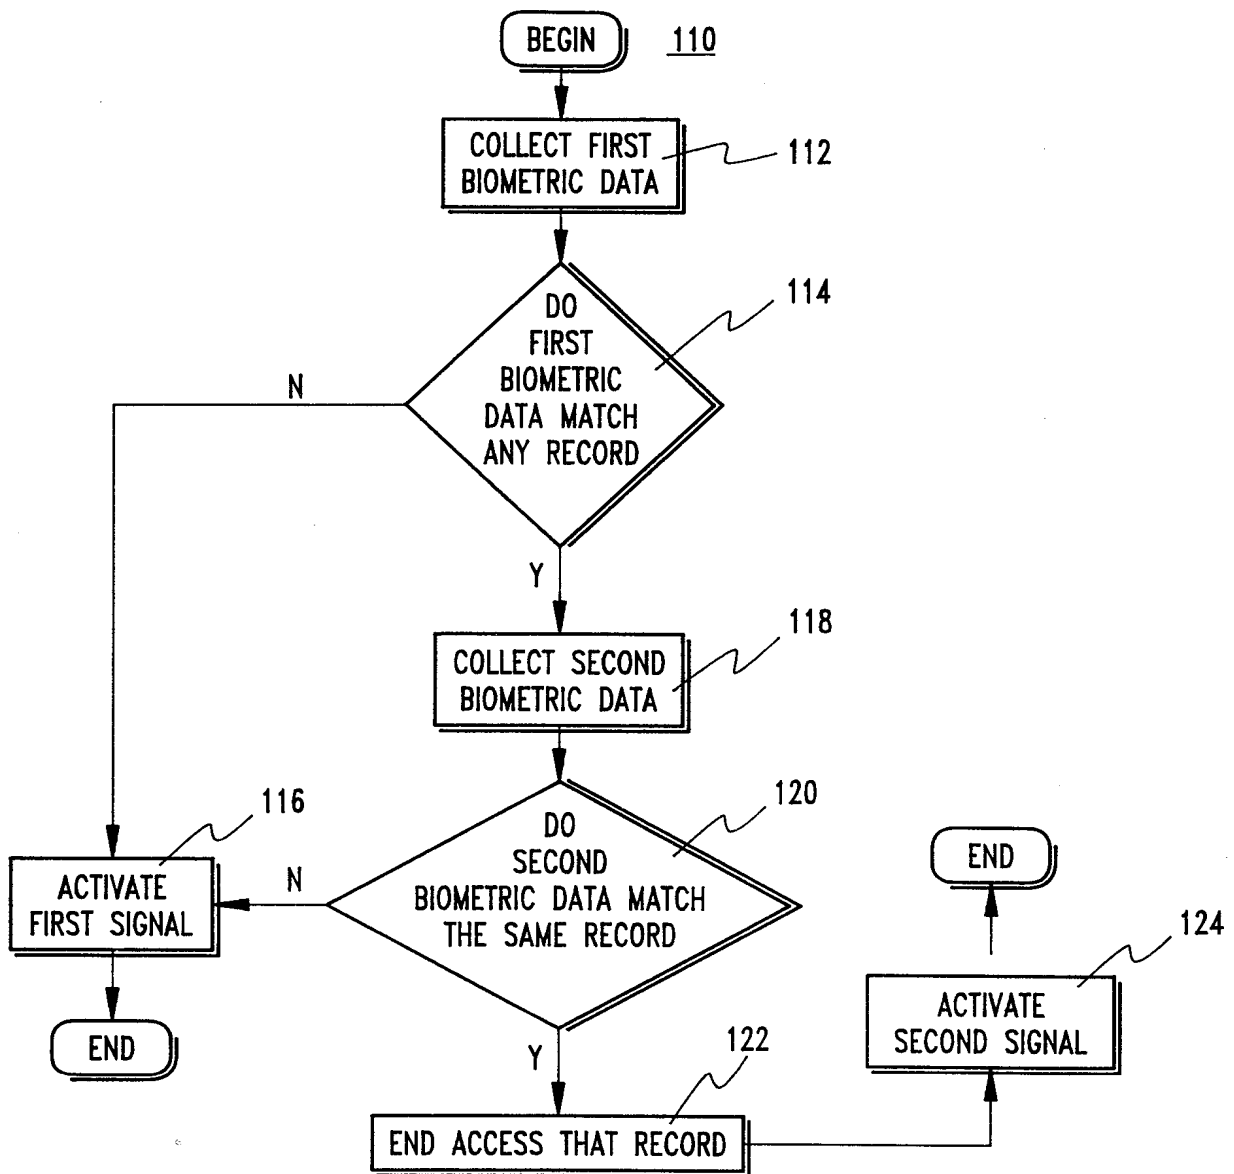 BEGIN
110
COLLECT FIRST
BIOMETRIC DATA
112
DO
FIRST
BIOMETRIC
DATA MATCH
ANY RECORD
114
N
Y
COLLECT SECOND
BIOMETRIC DATA
118
DO
SECOND
BIOMETRIC DATA MATCH
THE SAME RECORD
120
N
116
ACTIVATE
FIRST SIGNAL
END
Y
122
END ACCESS THAT RECORD
124
ACTIVATE
SECOND SIGNAL
END